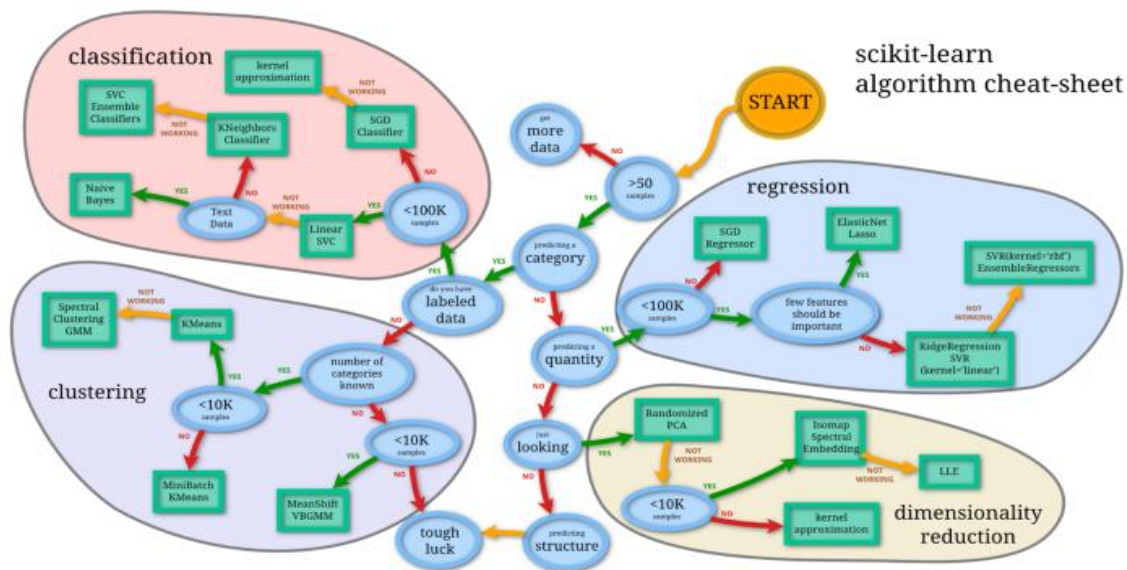 scikit-learn
algorithm cheat-sheet
START
get
more
data
NO
>50
samples
YES
predicting a
category
YES
NO
do you have
labeled
data
YES
NO
predicting a
quantity
YES
NO
just
looking
YES
NO
predicting
structure
tough
luck
classification
kernel
approximation
NOT
WORKING
SVC
Ensemble
Classifiers
NOT
WORKING
KNeighbors
Classifier
SGD
Classifier
NO
NO
Naive
Bayes
YES
Text
Data
NOT
WORKING
Linear
SVC
YES
<100K
samples
regression
SGD
Regressor
NO
<100K
samples
YES
ElasticNet
Lasso
YES
few features
should be
important
NO
SVR(kernel='rbf')
EnsembleRegressors
NOT
WORKING
RidgeRegression
SVR
(kernel='linear')
clustering
Spectral
Clustering
GMM
NOT
WORKING
KMeans
YES
<10K
samples
YES
number of
categories
known
NO
NO
<10K
samples
YES
NO
MiniBatch
KMeans
MeanShift
VBGMM
dimensionality
reduction
Randomized
PCA
NOT
WORKING
<10K
samples
YES
Isomap
Spectral
Embedding
NOT
WORKING
LLE
NO
kernel
approximation